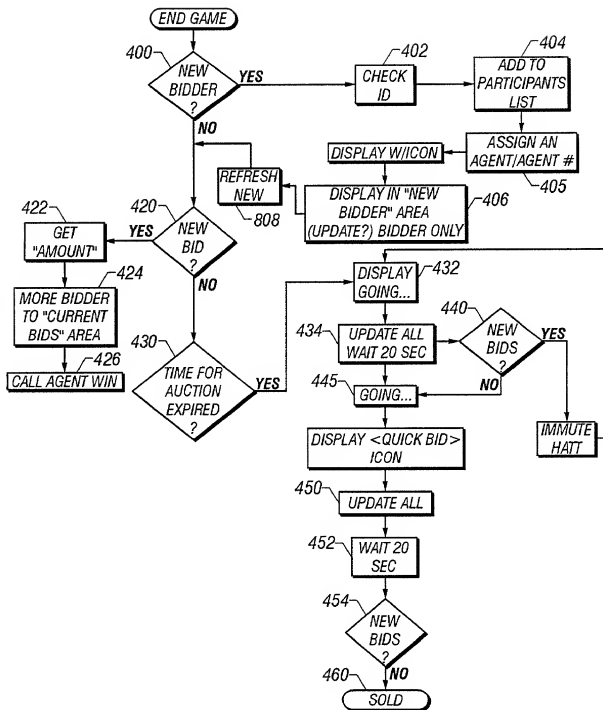 END GAME
400
NEW
BIDDER
?
YES
NO
402
CHECK
ID
404
ADD TO
PARTICIPANTS
LIST
ASSIGN AN
AGENT/AGENT #
405
DISPLAY W/ICON
DISPLAY IN "NEW
BIDDER" AREA
(UPDATE?) BIDDER ONLY
406
REFRESH
NEW
808
420
NEW
BID
?
YES
NO
422
GET
"AMOUNT"
424
MORE BIDDER
TO "CURRENT
BIDS" AREA
426
CALL AGENT WIN
430
TIME FOR
AUCTION
EXPIRED
?
YES
DISPLAY
GOING...
432
434
UPDATE ALL
WAIT 20 SEC
440
NEW
BIDS
?
YES
NO
445
GOING...
IMMUTE
HATT
DISPLAY <QUICK BID>
ICON
450
UPDATE ALL
452
WAIT 20
SEC
454
NEW
BIDS
?
NO
460
SOLD